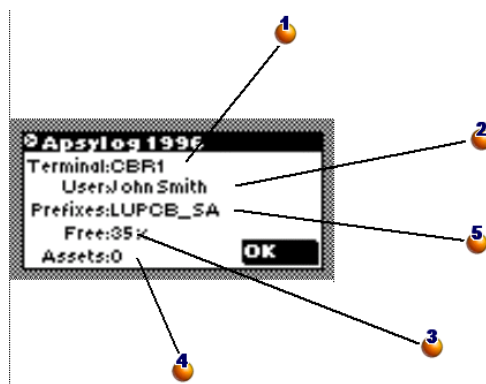 1
2
Apsylog 1996
Terminal:CBR1
User:John Smith
Prefixes:LUPCB_SA
5
Free:35%
OK
Assets:0
3
4